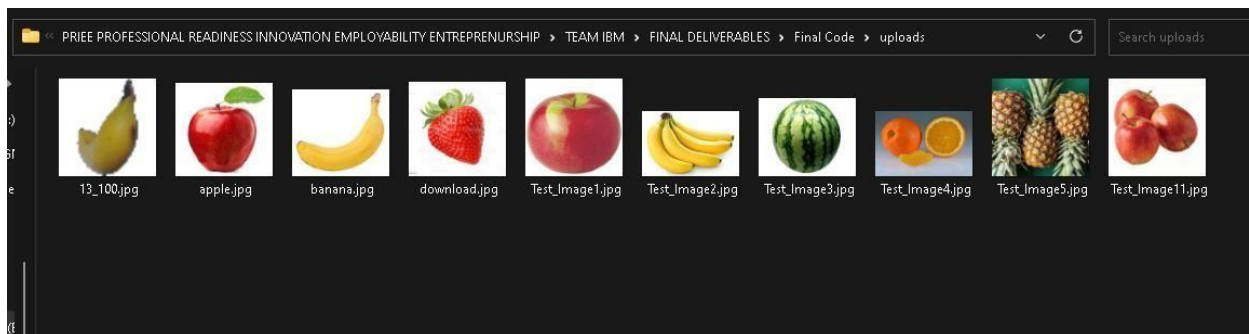 « PRIEE PROFESSIONAL READINESS INNOVATION EMPLOYABILITY ENTREPRENURSHIP > TEAM IBM > FINAL DELIVERABLES > Final Code > uploads
Search uploads
13_100.jpg apple.jpg banana.jpg download.jpg Test_Image1.jpg Test_Image2.jpg Test_Image3.jpg Test_Image4.jpg Test_Image5.jpg Test_Image11.jpg